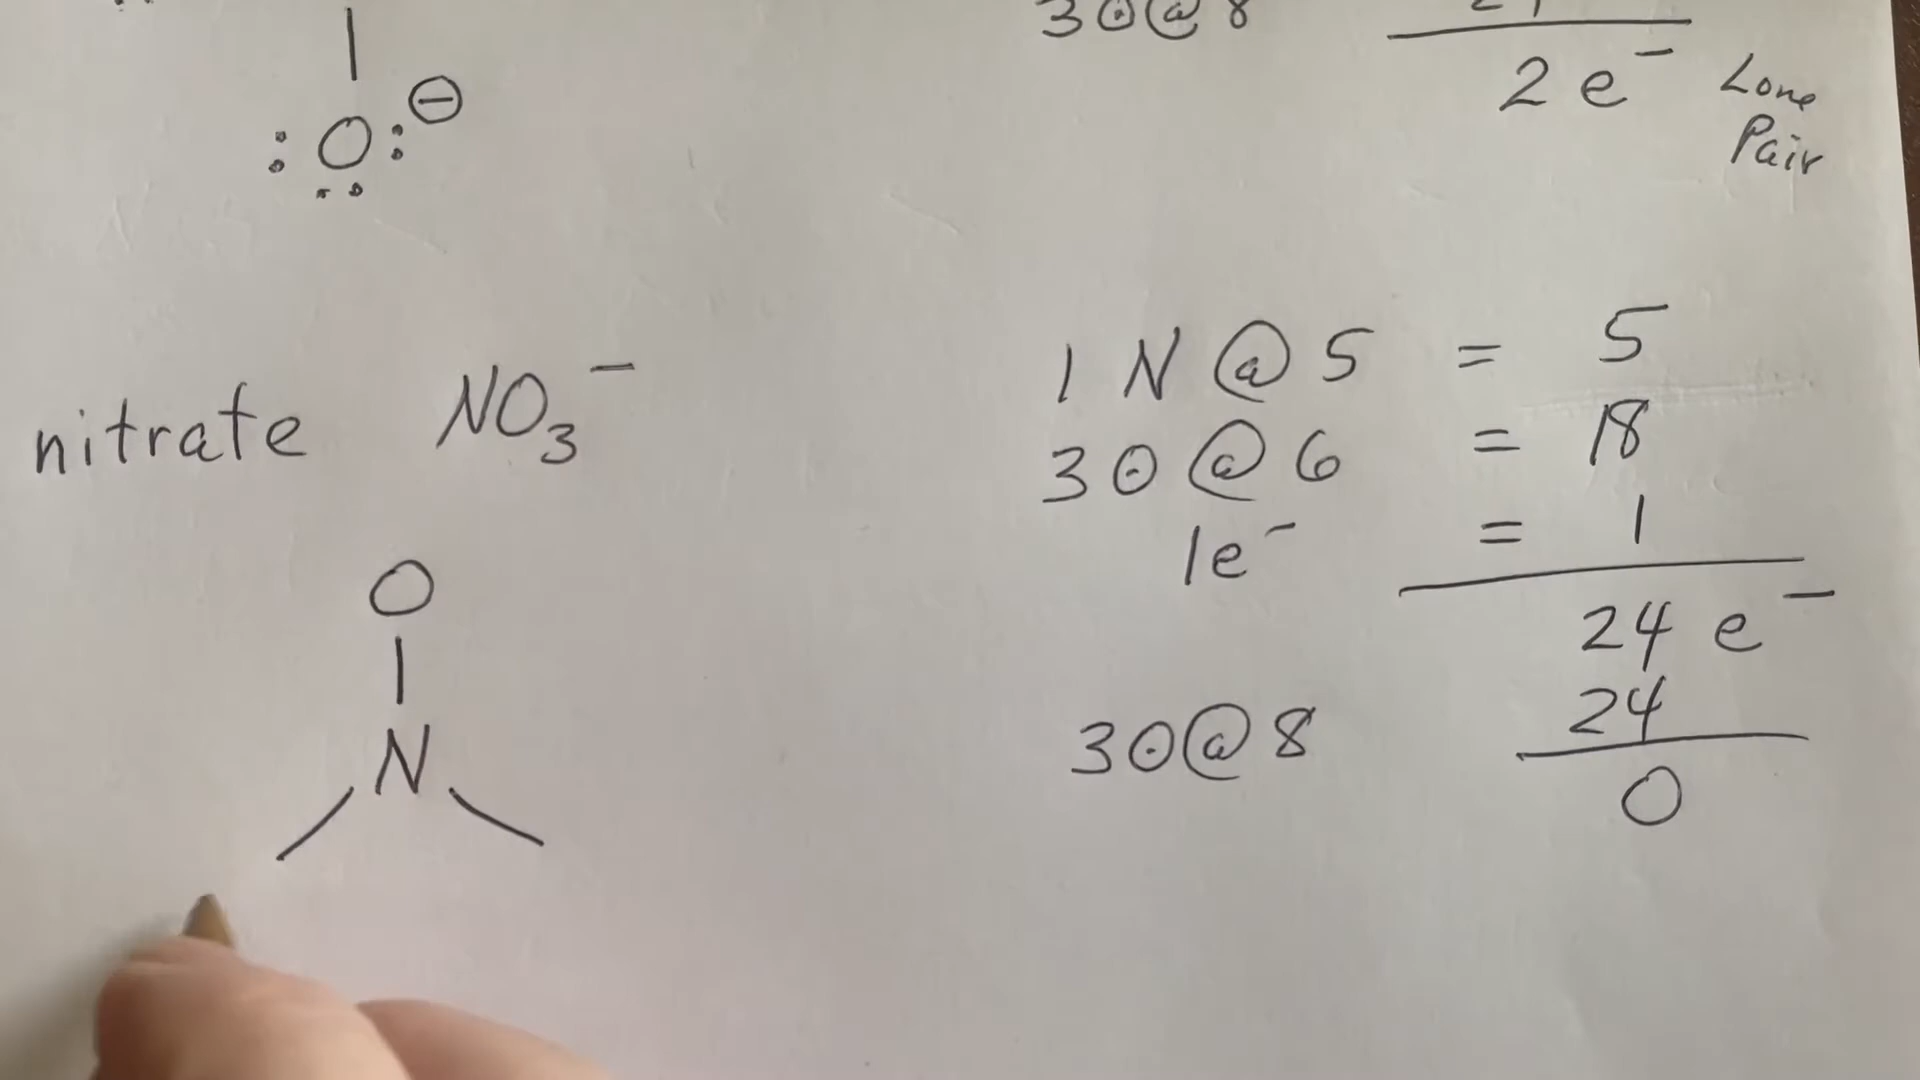 3O@8
2e⁻ Lone
Pair
:O: ⊖
nitrate NO₃⁻
1 N @ 5 = 5
3 O @ 6 = 18
1e⁻ = 1
24 e⁻
3O@8 24
0
O
N